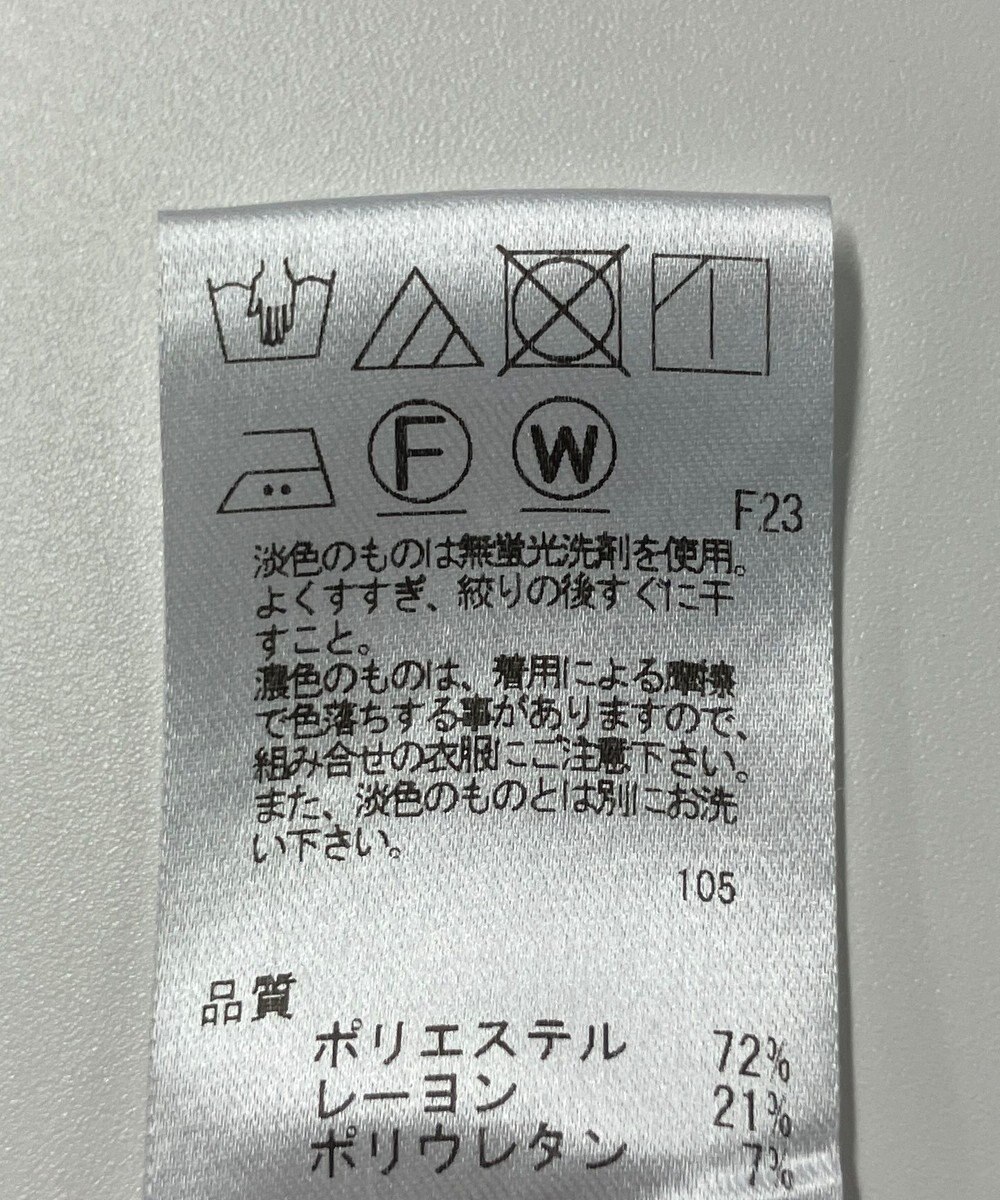 F W
F23
淡色のものは無蛍光洗剤を使用。
よくすすぎ、絞りの後すぐに干
すこと。
濃色のものは、着用による摩擦
で色落ちする事がありますので、
組み合せの衣服にご注意下さい。
また、淡色のものとは別にお洗
い下さい。
105
品質
ポリエステル 72%
レーヨン 21%
ポリウレタン 7%